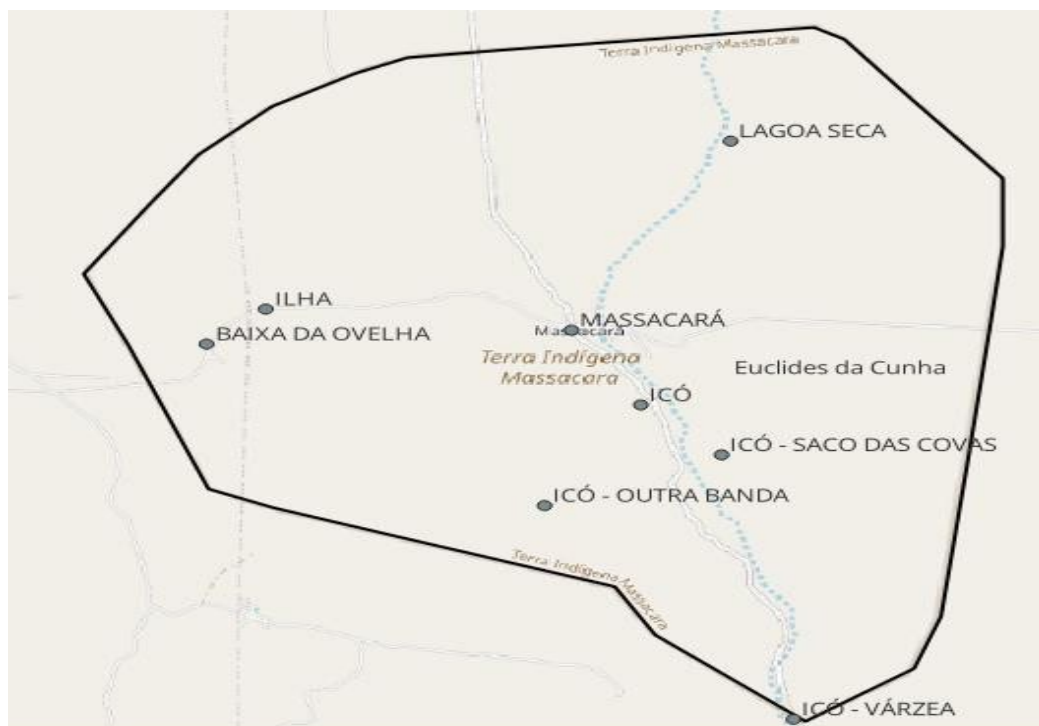 Terra Indígena Massacara
LAGOA SECA
ILHA
MASSACARÁ
Massacará
BAIXA DA OVELHA
Terra Indígena
Massacara
Euclides da Cunha
ICÓ
ICÓ - SACO DAS COVAS
ICÓ - OUTRA BANDA
Terra Indígena Massacara
ICÓ - VÁRZEA